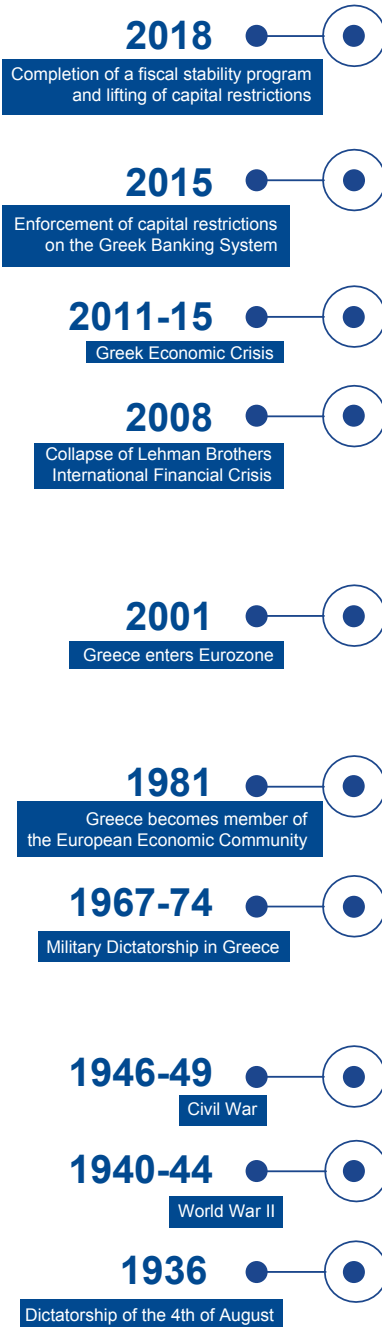 2018
Completion of a fiscal stability program
and lifting of capital restrictions
2015
Enforcement of capital restrictions
on the Greek Banking System
2011-15
Greek Economic Crisis
2008
Collapse of Lehman Brothers
International Financial Crisis
2001
Greece enters Eurozone
1981
Greece becomes member of
the European Economic Community
1967-74
Military Dictatorship in Greece
1946-49
Civil War
1940-44
World War II
1936
Dictatorship of the 4th of August